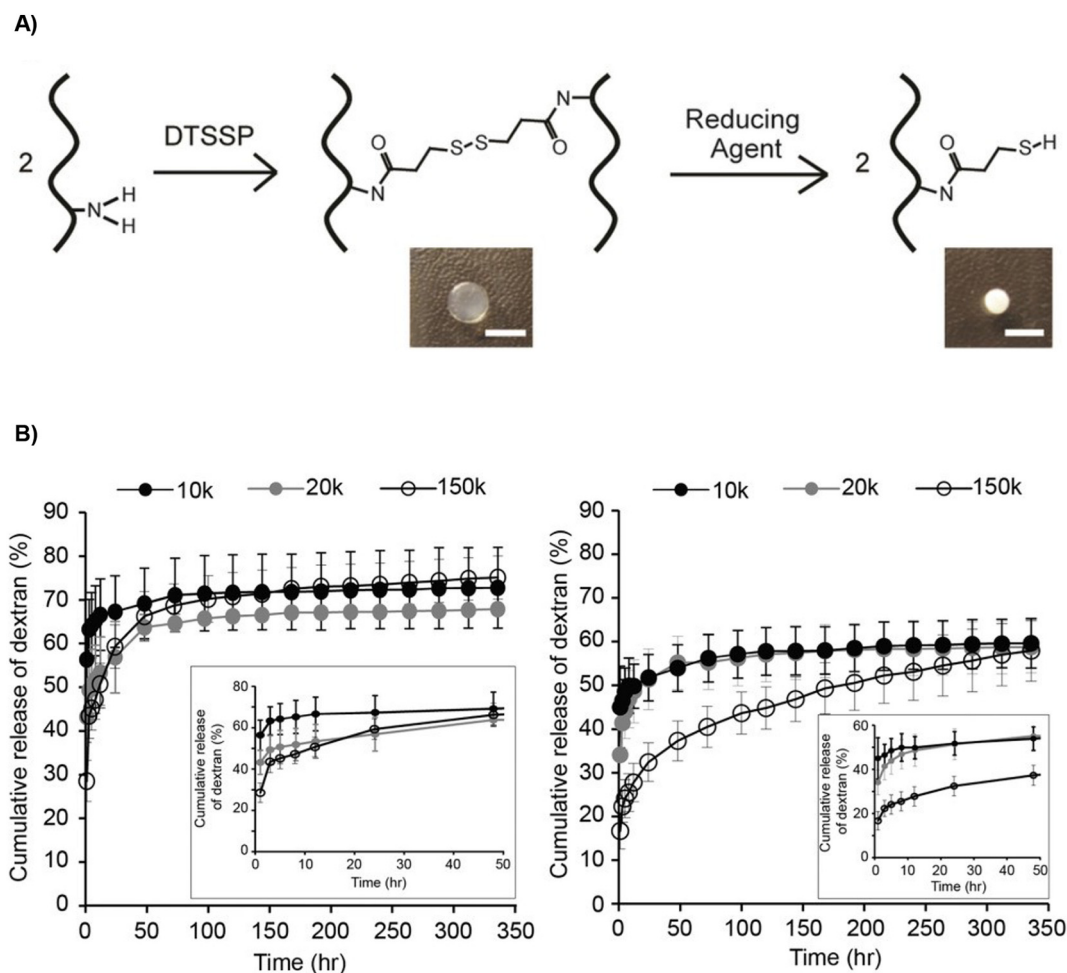 A)
2
N
H
H
DTSSP
O
N
S-S
N
O
Reducing
Agent
2
O
N
S-H
B)
10k 20k 150k
Cumulative release of dextran (%)
90
80
70
60
50
40
30
20
10
0
0 50 100 150 200 250 300 350
Time (hr)
Cumulative release
of dextran (%)
80
60
40
20
0
0 10 20 30 40 50
Time (hr)
10k 20k 150k
Cumulative release of dextran (%)
90
80
70
60
50
40
30
20
10
0
0 50 100 150 200 250 300 350
Time (hr)
Cumulative release
of dextran (%)
60
40
20
0
0 10 20 30 40 50
Time (hr)